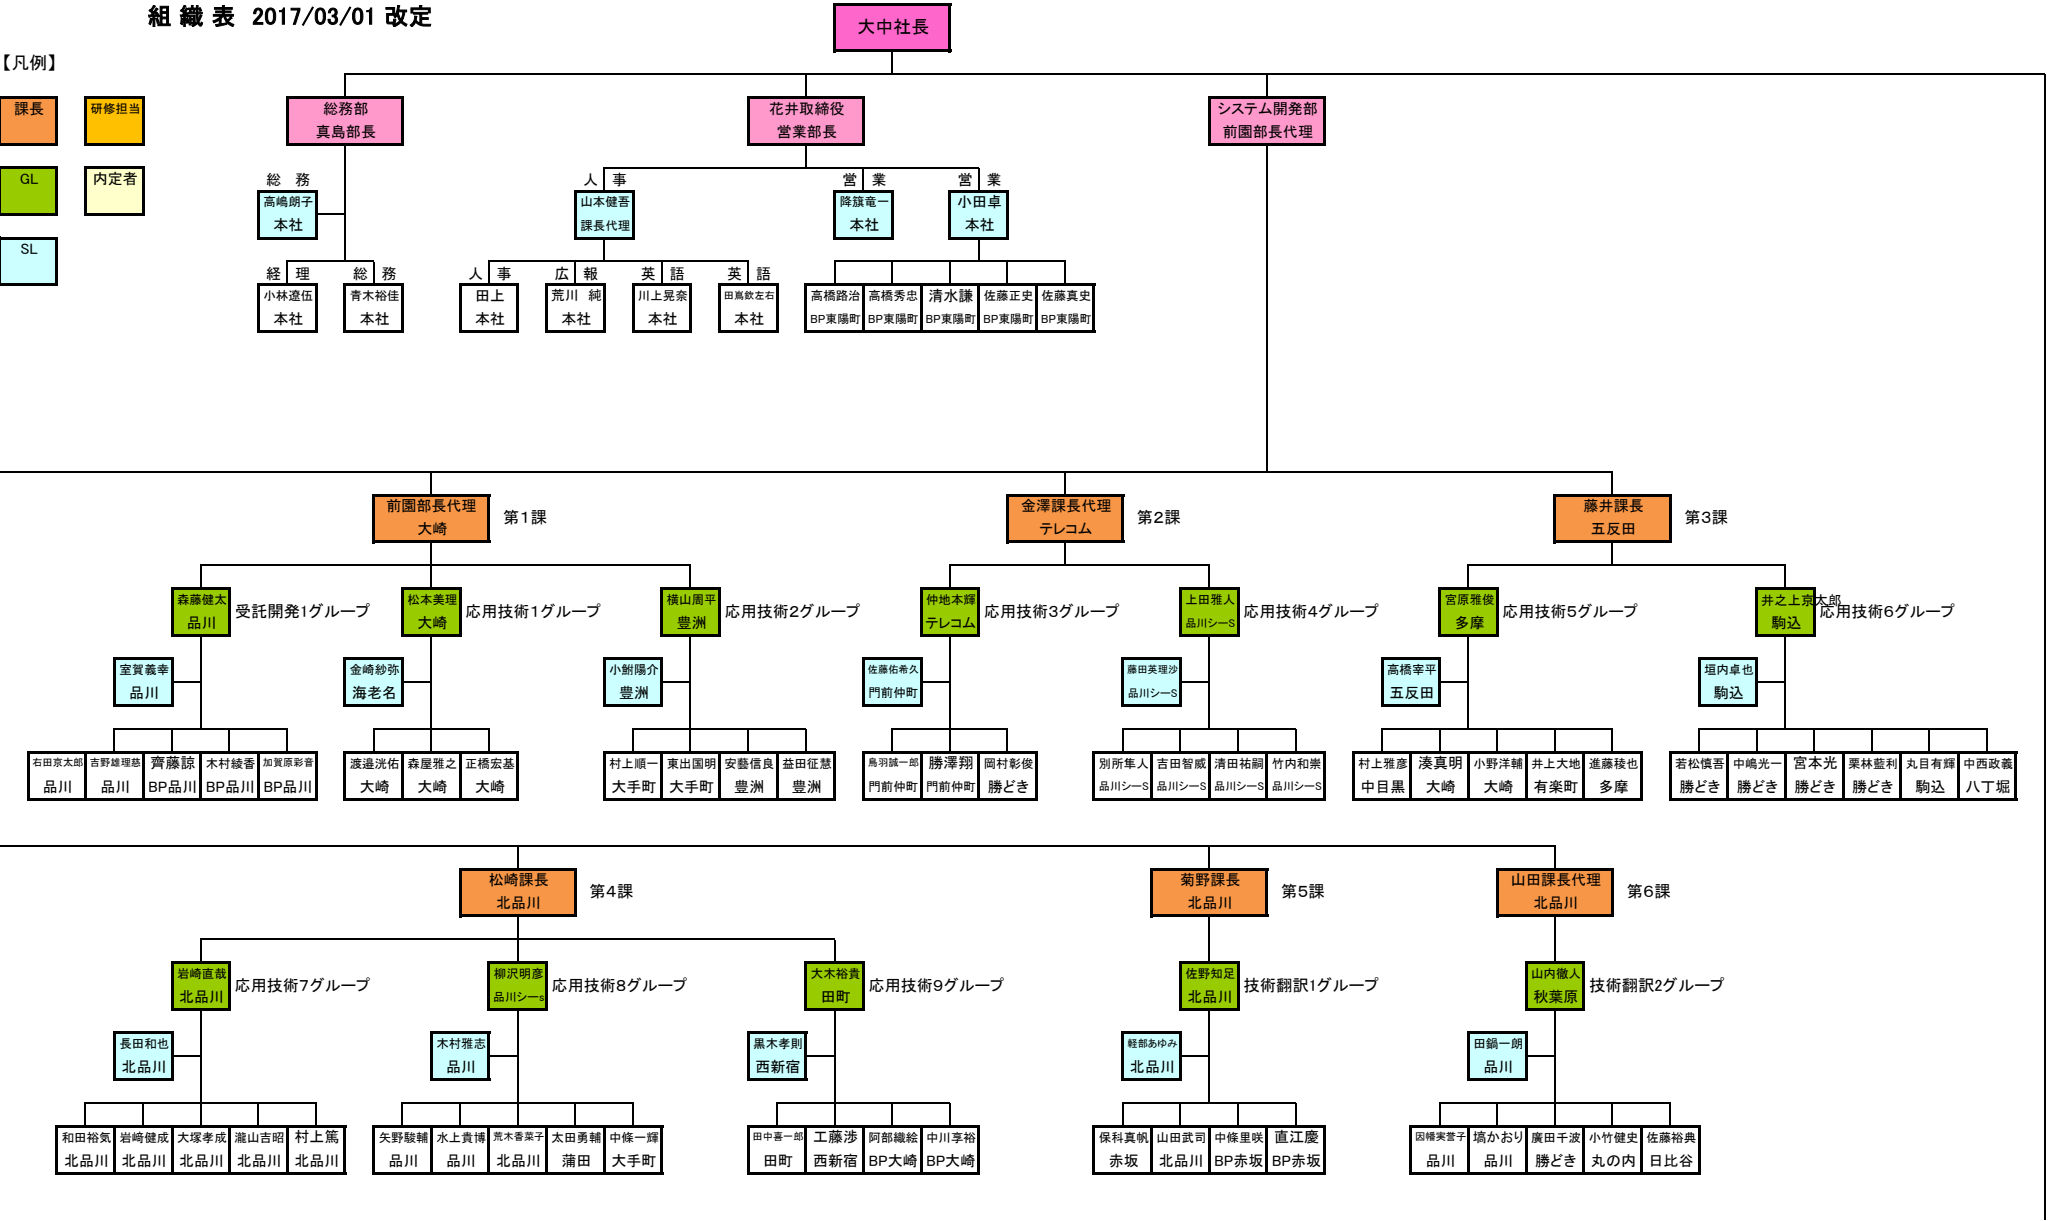 組 織 表 2017/03/01 改定
大中社長
【凡例】
課長
研修担当
GL
内定者
SL
総務部
真島部長
花井取締役
営業部長
システム開発部
前園部長代理
総 務
高嶋朗子
本社
人 事
山本健吾
課長代理
営 業
降籏竜一
本社
営 業
小田卓
本社
経 理
小林遼伍
本社
総 務
青木裕佳
本社
人 事
田上
本社
広 報
荒川 純
本社
英 語
川上晃奈
本社
英 語
田嶌欽左右
本社
高橋路治
BP東陽町
高橋秀忠
BP東陽町
清水謙
BP東陽町
佐藤正史
BP東陽町
佐藤真史
BP東陽町
前園部長代理
大崎
第1課
金澤課長代理
テレコム
第2課
藤井課長
五反田
第3課
森藤健太
品川
受託開発1グループ
松本美理
大崎
応用技術1グループ
横山周平
豊洲
応用技術2グループ
仲地本輝
テレコム
応用技術3グループ
上田雅人
品川シーS
応用技術4グループ
宮原雅俊
多摩
応用技術5グループ
井之上京太郎
駒込
応用技術6グループ
室賀義幸
品川
金崎紗弥
海老名
小鮒陽介
豊洲
佐藤佑希久
門前仲町
藤田英理沙
品川シーS
高橋宰平
五反田
垣内卓也
駒込
右田京太郎
品川
吉野雄理慈
品川
齊藤諒
BP品川
木村綾香
BP品川
加賀原彩音
BP品川
渡邉洸佑
大崎
森屋雅之
大崎
正橋宏基
大崎
村上順一
大手町
東出国明
大手町
安藝信良
豊洲
益田征慧
豊洲
鳥羽誠一郎
門前仲町
勝澤翔
門前仲町
岡村彰俊
勝どき
別所隼人
品川シーS
吉田智威
品川シーS
清田祐嗣
品川シーS
竹内和崇
品川シーS
村上雅彦
中目黒
湊真明
大崎
小野洋輔
大崎
井上大地
有楽町
進藤稜也
多摩
若松慎吾
勝どき
中嶋光一
勝どき
宮本光
勝どき
栗林藍利
勝どき
丸目有輝
駒込
中西政義
八丁堀
松崎課長
北品川
第4課
菊野課長
北品川
第5課
山田課長代理
北品川
第6課
岩崎直哉
北品川
応用技術7グループ
柳沢明彦
品川シーs
応用技術8グループ
大木裕貴
田町
応用技術9グループ
佐野知足
北品川
技術翻訳1グループ
山内徹人
秋葉原
技術翻訳2グループ
長田和也
北品川
木村雅志
品川
黒木孝則
西新宿
軽部あゆみ
北品川
田鍋一朗
品川
和田裕気
北品川
岩﨑健成
北品川
大塚孝成
北品川
瀧山吉昭
北品川
村上篤
北品川
矢野駿輔
品川
水上貴博
品川
荒木香菜子
北品川
太田勇輔
蒲田
中條一輝
大手町
田中喜一郎
田町
工藤渉
西新宿
阿部織絵
BP大崎
中川享裕
BP大崎
保科真帆
赤坂
山田武司
北品川
中條里咲
BP赤坂
直江慶
BP赤坂
因幡実誉子
品川
塙かおり
品川
廣田千波
勝どき
小竹健史
丸の内
佐藤裕典
日比谷